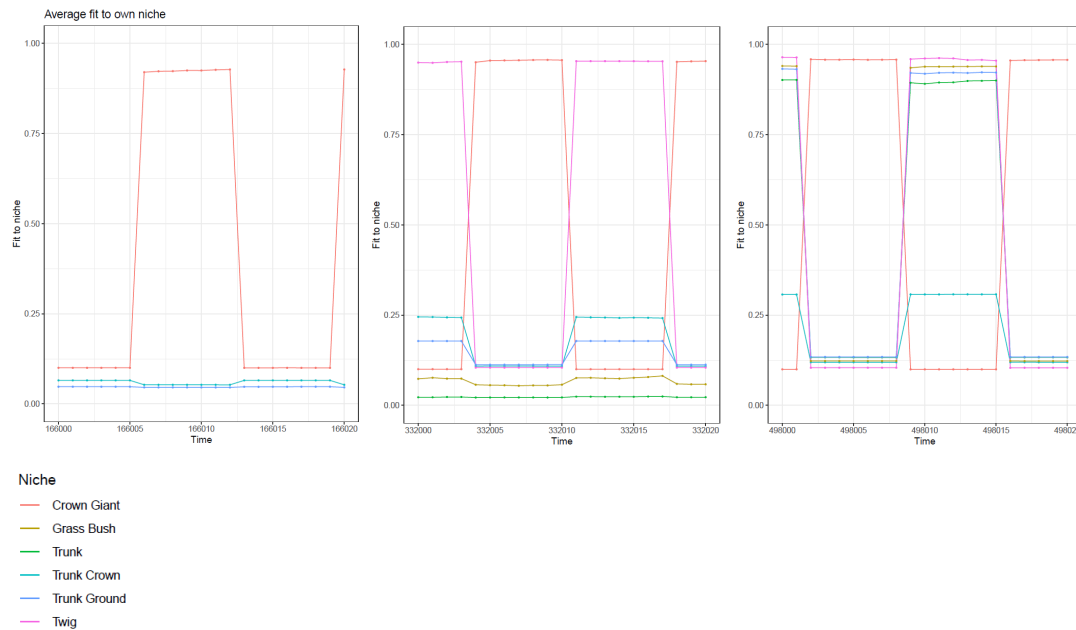 Average fit to own niche
1.00
0.75
0.50
0.25
0.00
Fit to niche
166000 166005 166010 166015 166020
Time
1.00
0.75
0.50
0.25
0.00
Fit to niche
332000 332005 332010 332015 332020
Time
1.00
0.75
0.50
0.25
0.00
Fit to niche
498000 498005 498010 498015 49802
Time
Niche
Crown Giant
Grass Bush
Trunk
Trunk Crown
Trunk Ground
Twig